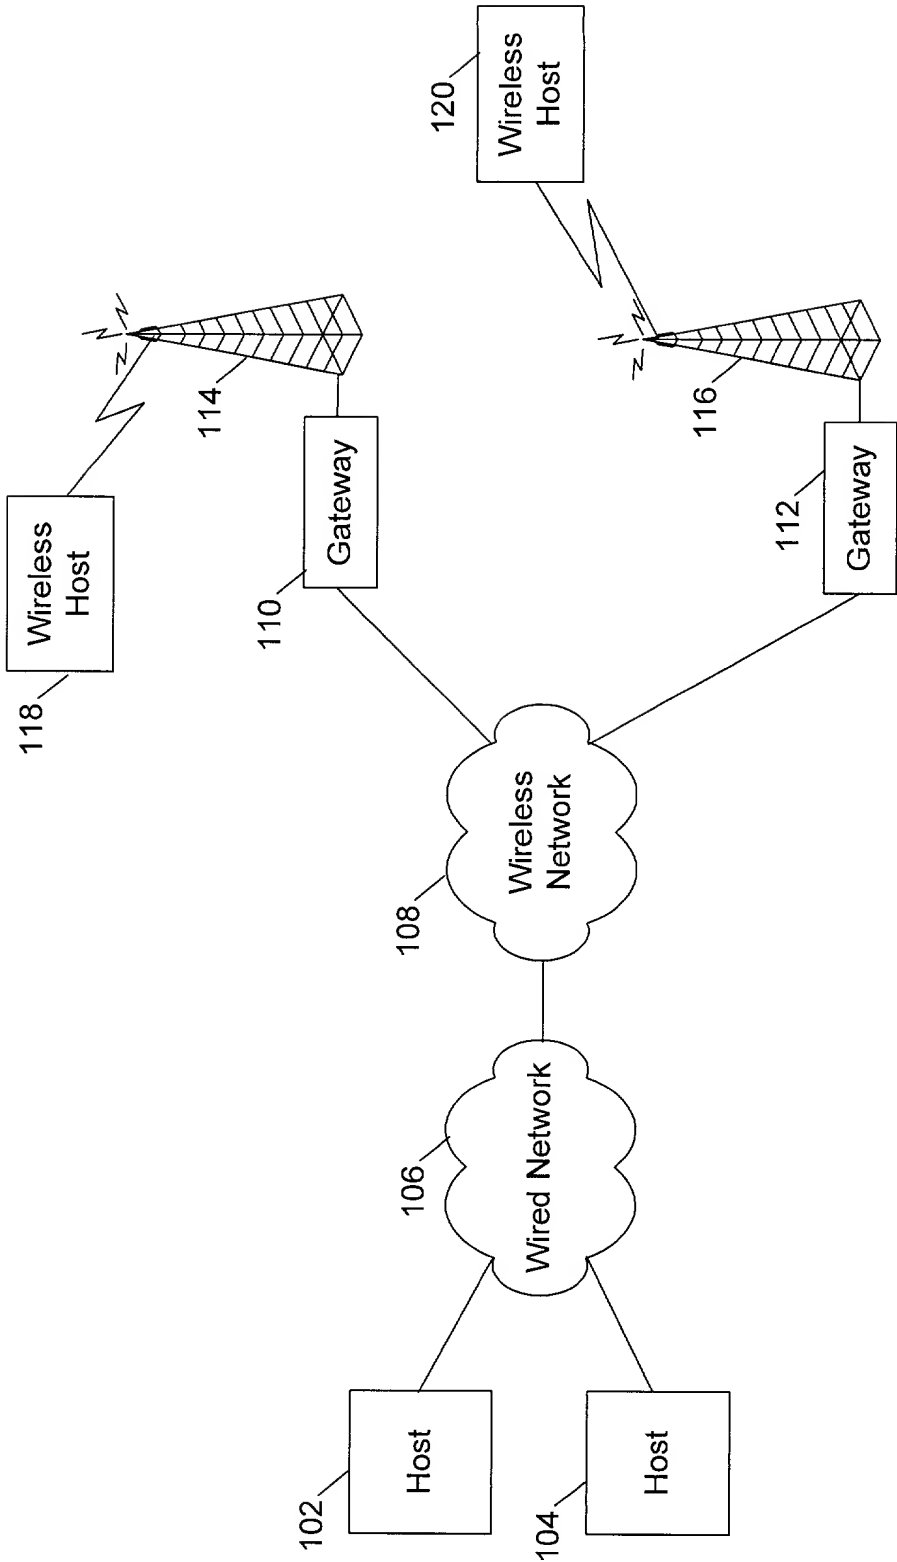 102
Host
104
Host
106
Wired Network
108
Wireless
Network
110
Gateway
112
Gateway
114
116
118
Wireless
Host
120
Wireless
Host